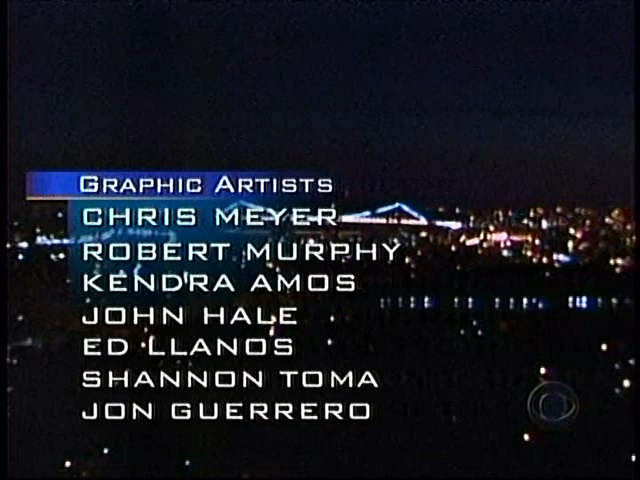 GRAPHIC ARTISTS
CHRIS MEYER
ROBERT MURPHY
KENDRA AMOS
JOHN HALE
ED LLANOS
SHANNON TOMA
JON GUERRERO